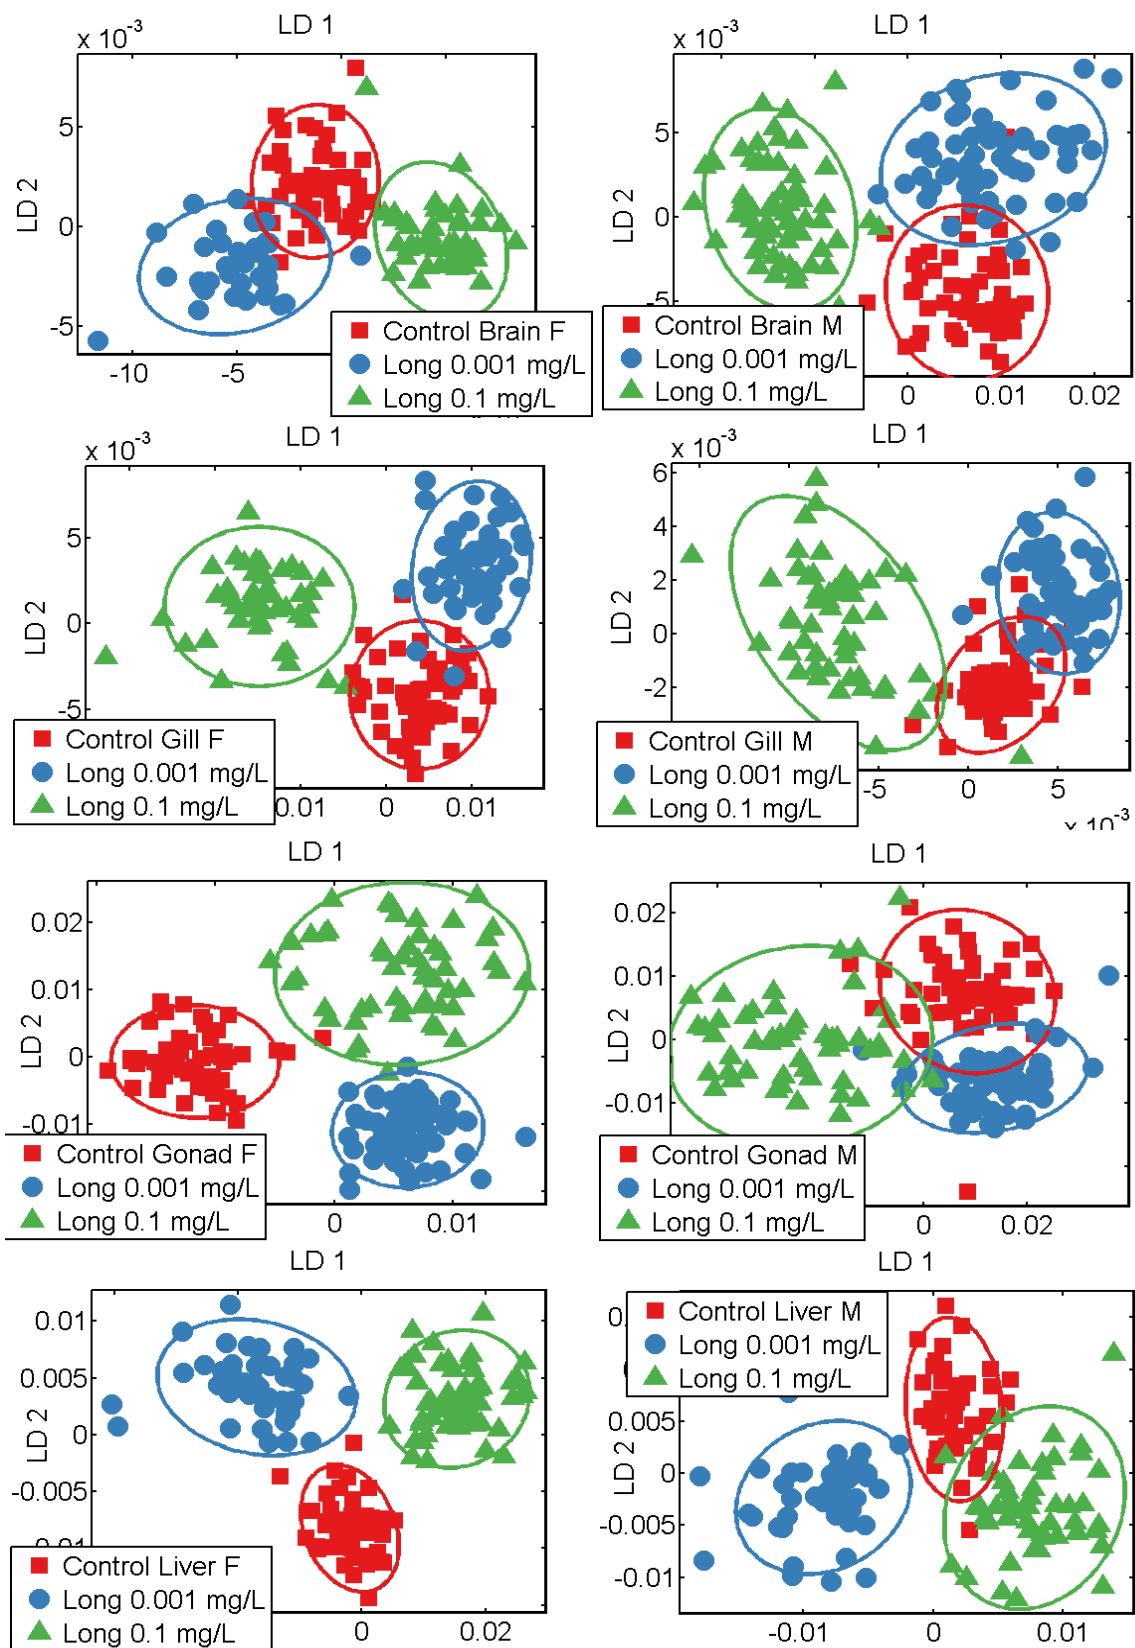 LD 1
x 10-3
5
0
-5
LD 2
-10
-5
Control Brain F
Long 0.001 mg/L
Long 0.1 mg/L
LD 1
x 10-3
5
0
-5
LD 2
0
0.01
0.02
Control Brain M
Long 0.001 mg/L
Long 0.1 mg/L
LD 1
x 10-3
5
0
-5
LD 2
0.01
0
0.01
Control Gill F
Long 0.001 mg/L
Long 0.1 mg/L
LD 1
x 10-3
6
4
2
0
-2
LD 2
-5
0
5
x 10-3
Control Gill M
Long 0.001 mg/L
Long 0.1 mg/L
LD 1
0.02
0.01
0
-0.01
LD 2
0
0.01
Control Gonad F
Long 0.001 mg/L
Long 0.1 mg/L
LD 1
0.02
0.01
0
-0.01
LD 2
0
0.02
Control Gonad M
Long 0.001 mg/L
Long 0.1 mg/L
LD 1
0.01
0.005
0
-0.005
LD 2
0
0.02
Control Liver F
Long 0.001 mg/L
Long 0.1 mg/L
LD 1
Control Liver M
Long 0.001 mg/L
Long 0.1 mg/L
0.005
0
-0.005
-0.01
LD 2
-0.01
0
0.01